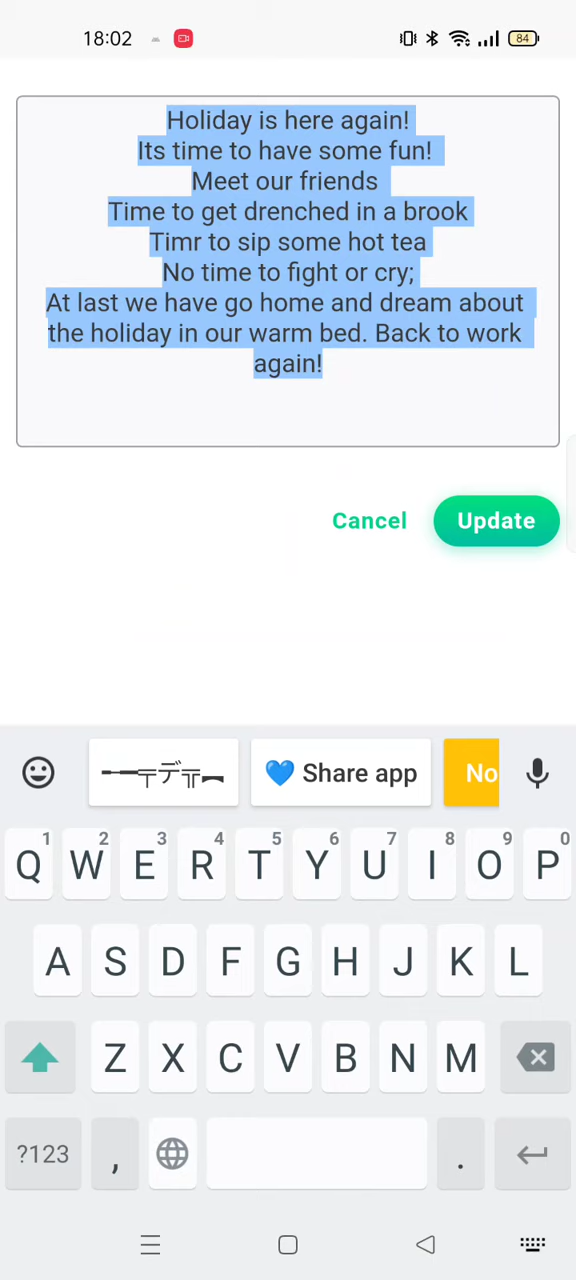 18:02
84
Holiday is here again!
Its time to have some fun!
Meet our friends
Time to get drenched in a brook
Timr to sip some hot tea
No time to fight or cry;
At last we have go home and dream about
the holiday in our warm bed. Back to work
again!
Cancel Update
╾━╤デ╦︻ 💙 Share app No
1 2 3 4 5 6 7 8 9 0
Q W E R T Y U I O P
A S D F G H J K L
Z X C V B N M
?123 , .